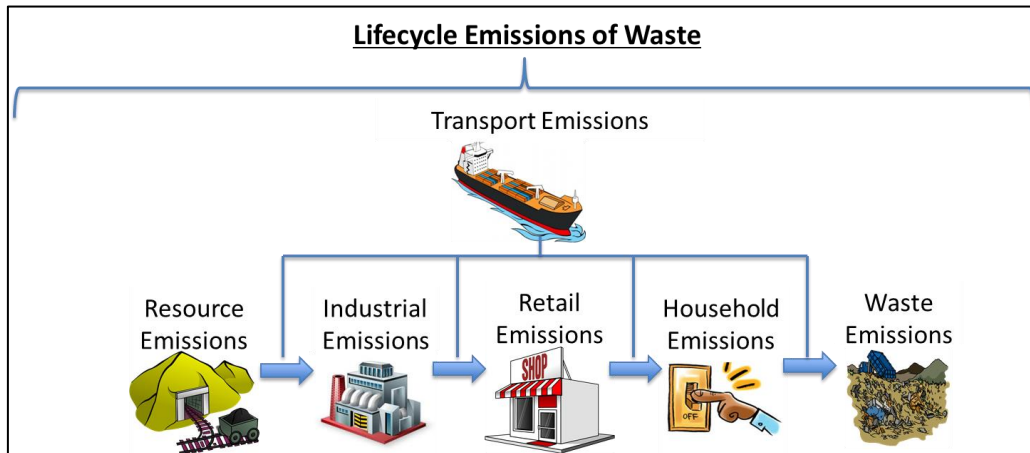 Lifecycle Emissions of Waste
Transport Emissions
Resource
Emissions
Industrial
Emissions
Retail
Emissions
Household
Emissions
Waste
Emissions
SHOP
OFF